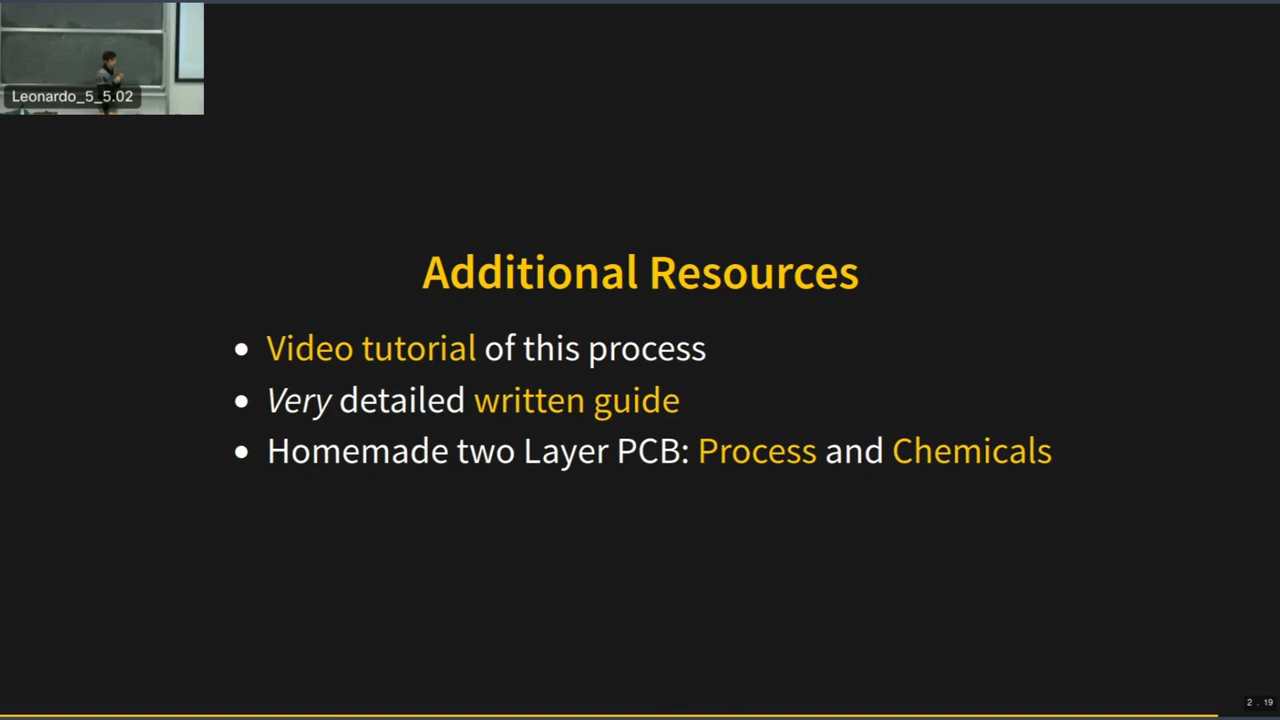 Leonardo_5_5.02
Additional Resources
Video tutorial of this process
Very detailed written guide
Homemade two Layer PCB: Process and Chemicals
2 . 19